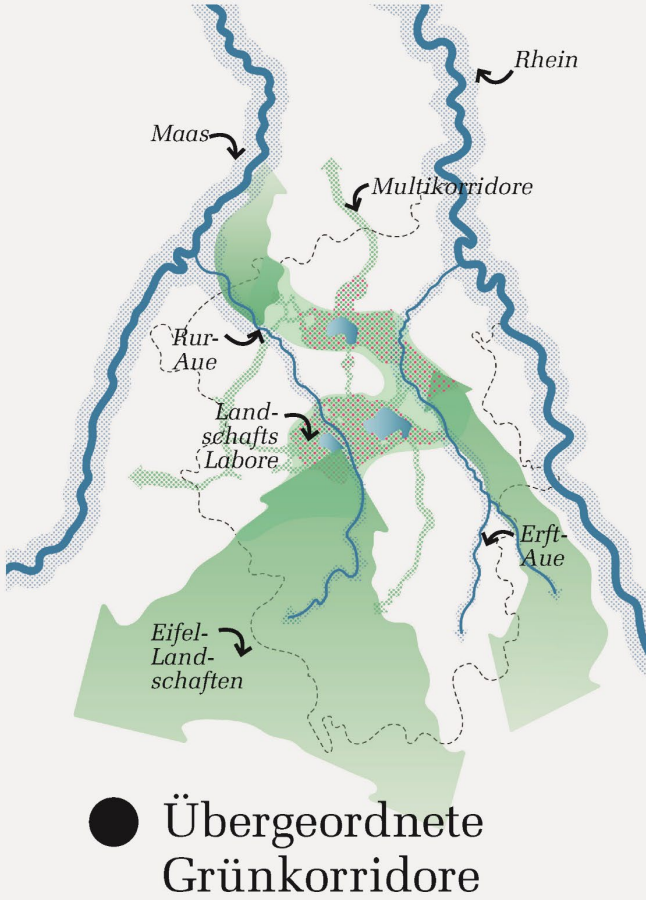 Rhein
Maas
Multikorridore
Rur-
Aue
Land-
schafts
Labore
Erft-
Aue
Eifel-
Land-
schaften
Übergeordnete
Grünkorridore